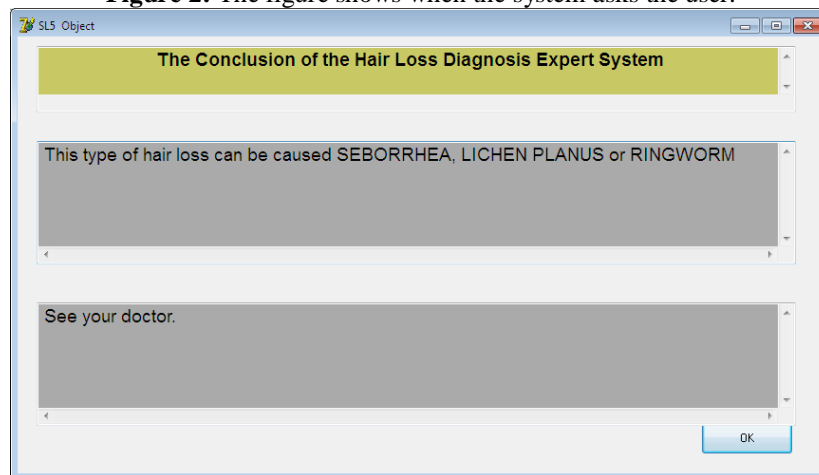 Figure 2: The figure shows when the system asks the user.
SL5 Object
The Conclusion of the Hair Loss Diagnosis Expert System
This type of hair loss can be caused SEBORRHEA, LICHEN PLANUS or RINGWORM
See your doctor.
OK